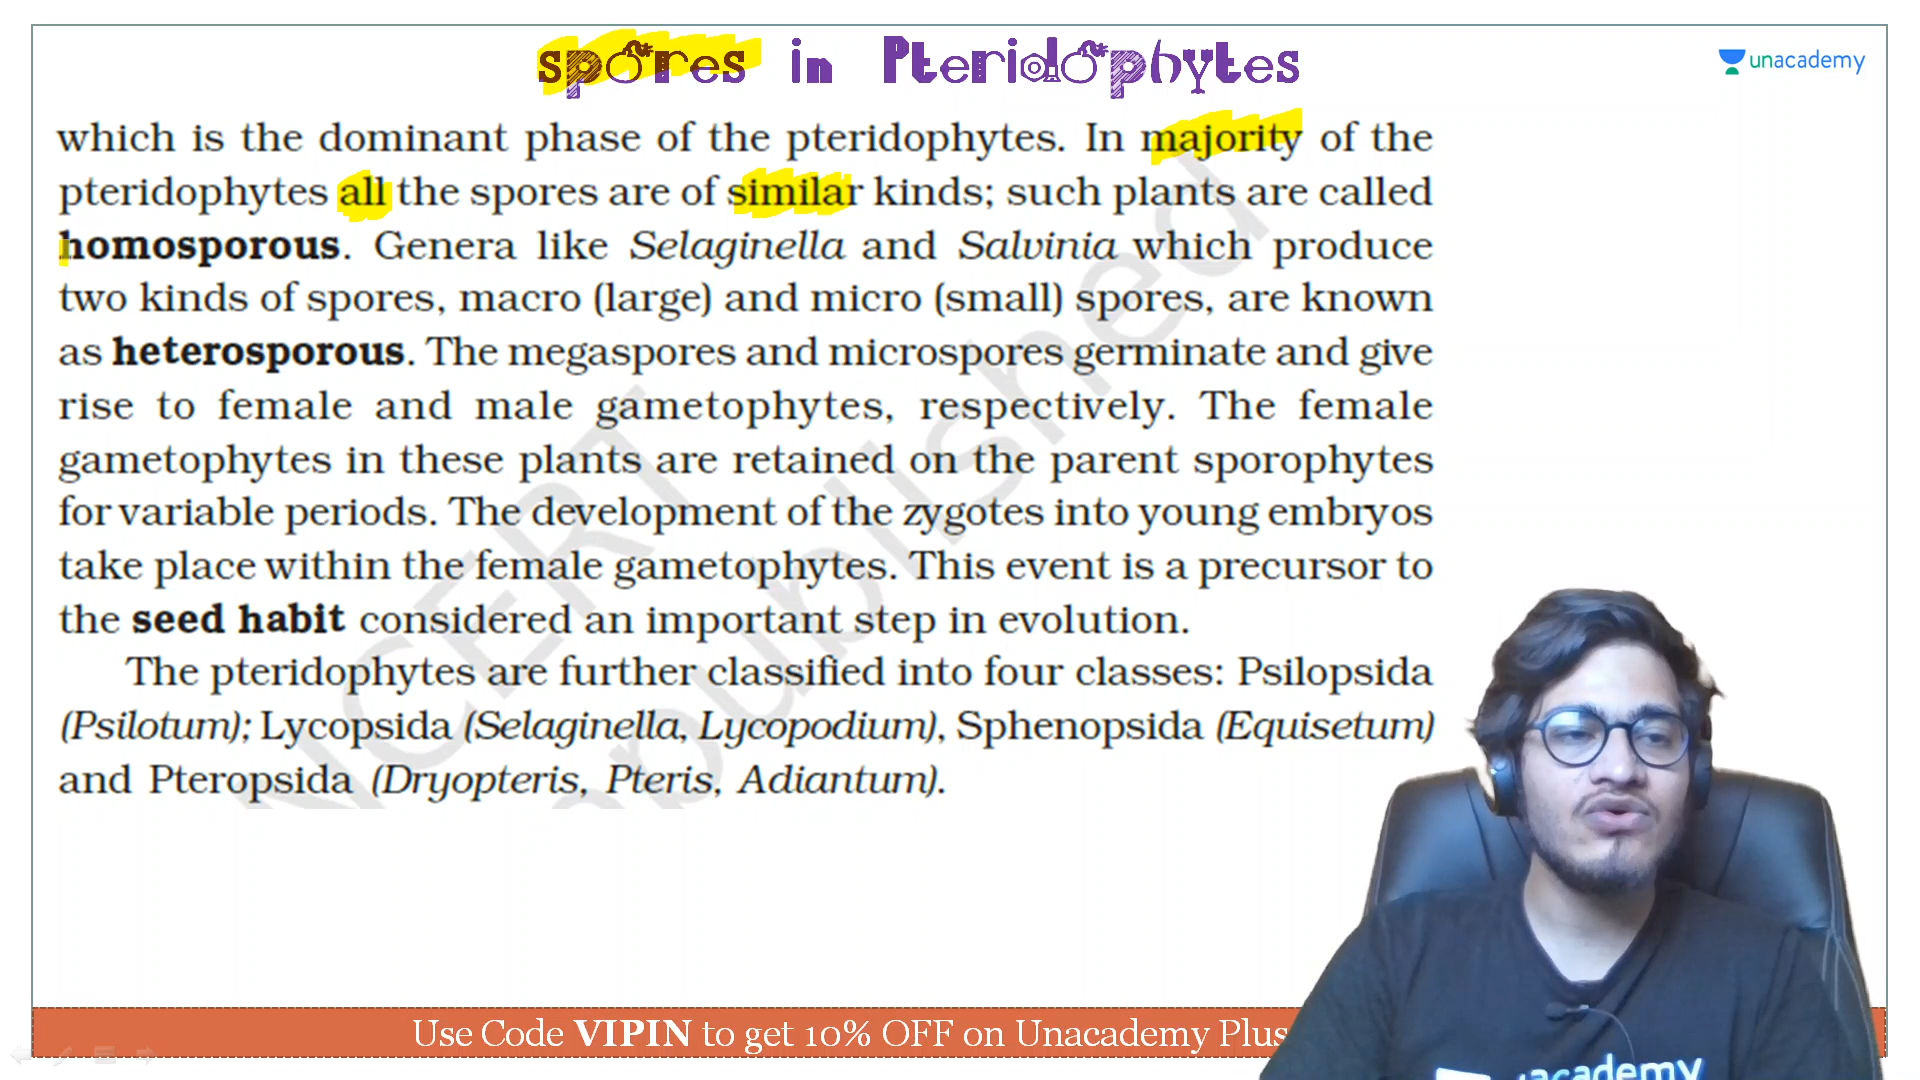 spores in Pteridophytes
unacademy
which is the dominant phase of the pteridophytes. In majority of the
pteridophytes all the spores are of similar kinds; such plants are called
homosporous. Genera like Selaginella and Salvinia which produce
two kinds of spores, macro (large) and micro (small) spores, are known
as heterosporous. The megaspores and microspores germinate and give
rise to female and male gametophytes, respectively. The female
gametophytes in these plants are retained on the parent sporophytes
for variable periods. The development of the zygotes into young embryos
take place within the female gametophytes. This event is a precursor to
the seed habit considered an important step in evolution.
The pteridophytes are further classified into four classes: Psilopsida
(Psilotum); Lycopsida (Selaginella, Lycopodium), Sphenopsida (Equisetum)
and Pteropsida (Dryopteris, Pteris, Adiantum).
NCERT
published
Use Code VIPIN to get 10% OFF on Unacademy Plus